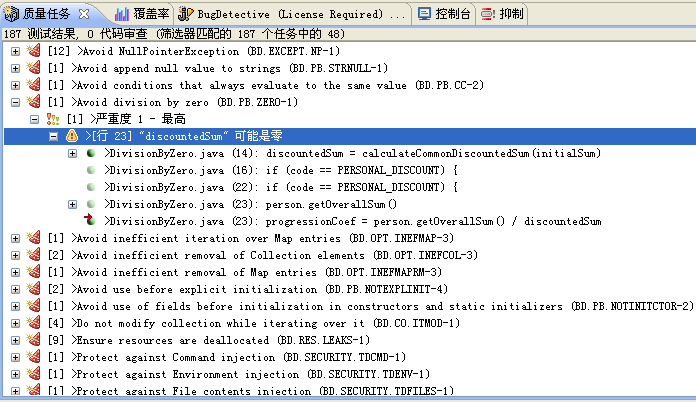 质量任务 覆盖率 BugDetective (License Required) ... 控制台 抑制
187 测试结果, 0 代码审查 (筛选器匹配的 187 个任务中的 48)
[12] >Avoid NullPointerException (BD.EXCEPT.NP-1)
[1] >Avoid append null value to strings (BD.PB.STRNULL-1)
[1] >Avoid conditions that always evaluate to the same value (BD.PB.CC-2)
[1] >Avoid division by zero (BD.PB.ZERO-1)
[1] >严重度 1 - 最高
>[行 23] "discountedSum" 可能是零
>DivisionByZero.java (14): discountedSum = calculateCommonDiscountedSum(initialSum)
>DivisionByZero.java (16): if (code == PERSONAL_DISCOUNT) {
>DivisionByZero.java (22): if (code == PERSONAL_DISCOUNT) {
>DivisionByZero.java (23): person.getOverallSum()
>DivisionByZero.java (23): progressionCoef = person.getOverallSum() / discountedSum
[1] >Avoid inefficient iteration over Map entries (BD.OPT.INEFMAP-3)
[2] >Avoid inefficient removal of Collection elements (BD.OPT.INEFCOL-3)
[1] >Avoid inefficient removal of Map entries (BD.OPT.INEFMAPRM-3)
[2] >Avoid use before explicit initialization (BD.PB.NOTEXPLINIT-4)
[1] >Avoid use of fields before initialization in constructors and static initializers (BD.PB.NOTINITCTOR-2)
[4] >Do not modify collection while iterating over it (BD.CO.ITMOD-1)
[9] >Ensure resources are deallocated (BD.RES.LEAKS-1)
[1] >Protect against Command injection (BD.SECURITY.TDCMD-1)
[1] >Protect against Environment injection (BD.SECURITY.TDENV-1)
[1] >Protect against File contents injection (BD.SECURITY.TDFILES-1)